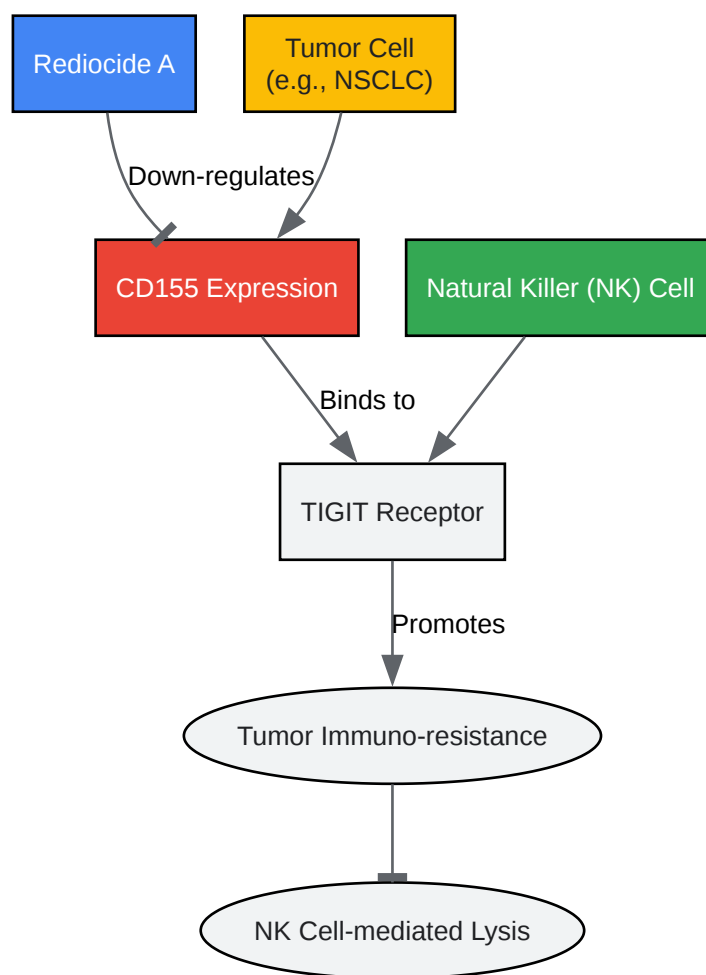 Rediocide A
Tumor Cell
(e.g., NSCLC)
Down-regulates
CD155 Expression
Natural Killer (NK) Cell
Binds to
TIGIT Receptor
Promotes
Tumor Immuno-resistance
NK Cell-mediated Lysis